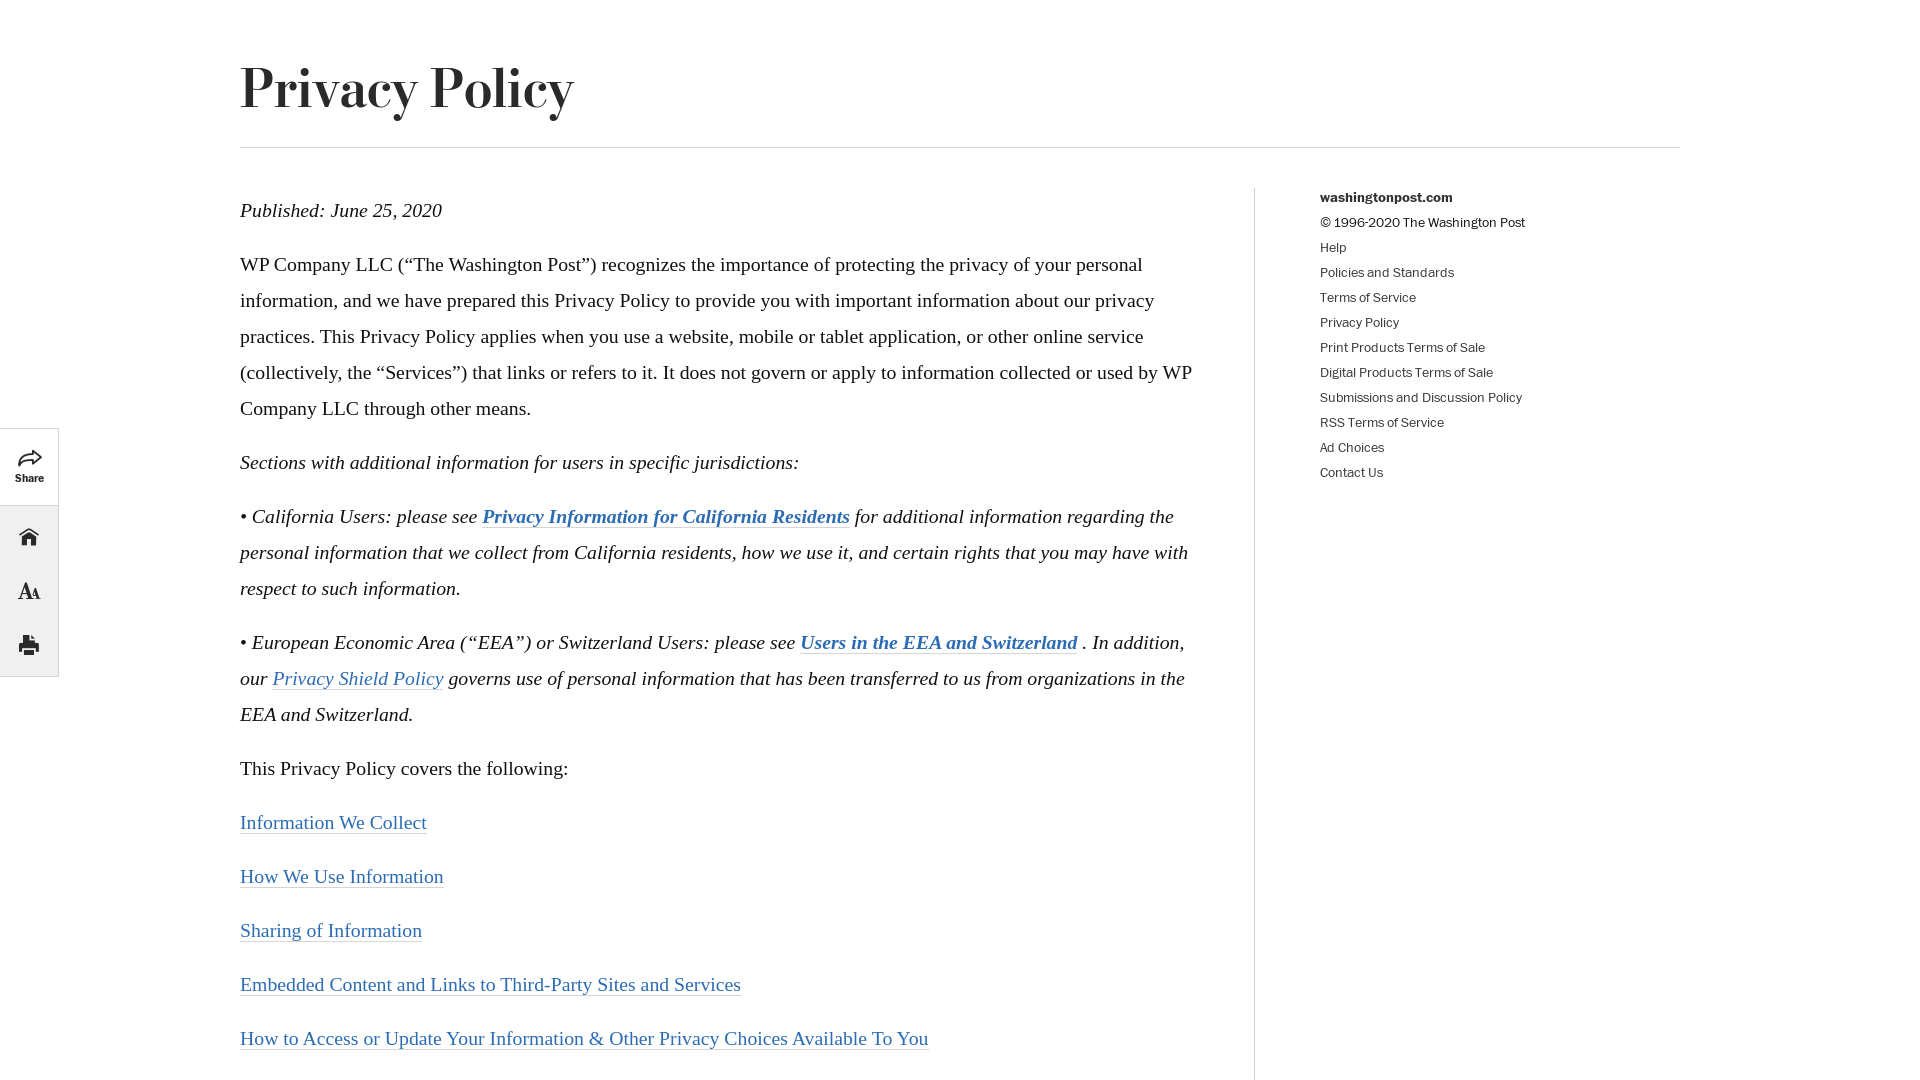 Privacy Policy
Published: June 25, 2020
WP Company LLC (“The Washington Post”) recognizes the importance of protecting the privacy of your personal
information, and we have prepared this Privacy Policy to provide you with important information about our privacy
practices. This Privacy Policy applies when you use a website, mobile or tablet application, or other online service
(collectively, the “Services”) that links or refers to it. It does not govern or apply to information collected or used by WP
Company LLC through other means.
Sections with additional information for users in specific jurisdictions:
• California Users: please see Privacy Information for California Residents for additional information regarding the
personal information that we collect from California residents, how we use it, and certain rights that you may have with
respect to such information.
• European Economic Area (“EEA”) or Switzerland Users: please see Users in the EEA and Switzerland . In addition,
our Privacy Shield Policy governs use of personal information that has been transferred to us from organizations in the
EEA and Switzerland.
This Privacy Policy covers the following:
Information We Collect
How We Use Information
Sharing of Information
Embedded Content and Links to Third-Party Sites and Services
How to Access or Update Your Information & Other Privacy Choices Available To You
washingtonpost.com
© 1996-2020 The Washington Post
Help
Policies and Standards
Terms of Service
Privacy Policy
Print Products Terms of Sale
Digital Products Terms of Sale
Submissions and Discussion Policy
RSS Terms of Service
Ad Choices
Contact Us
Share
AA